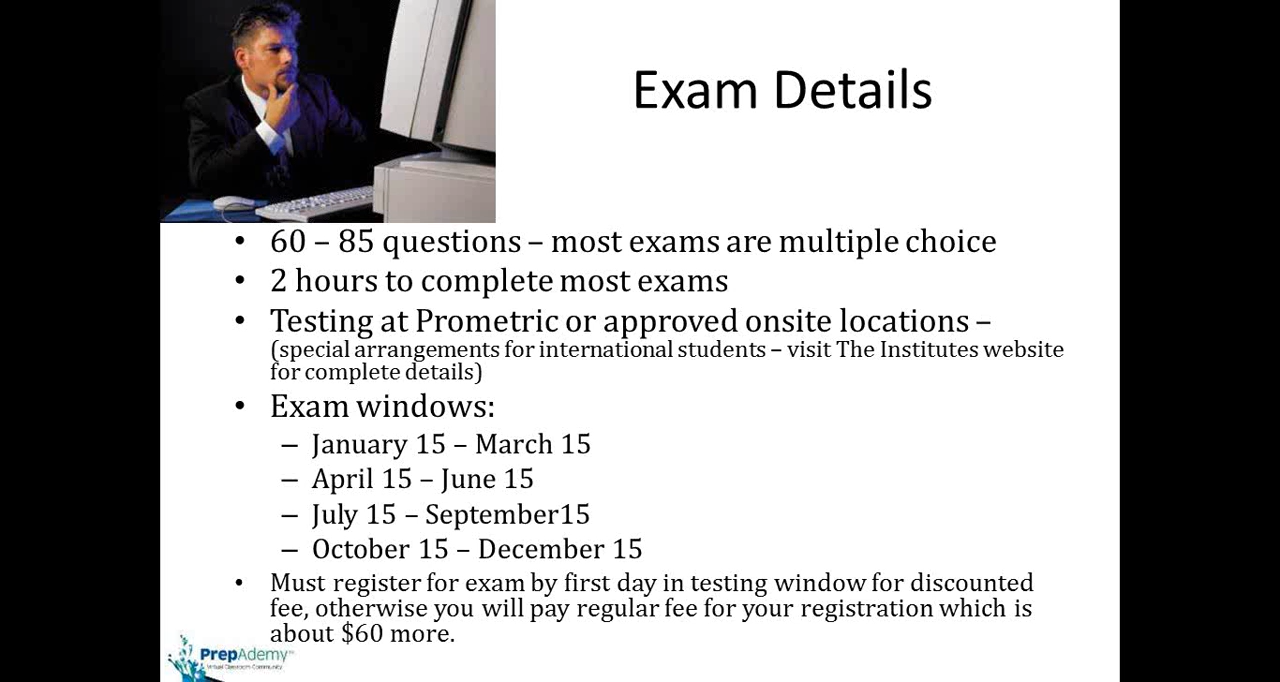 Exam Details
• 60 – 85 questions – most exams are multiple choice
• 2 hours to complete most exams
• Testing at Prometric or approved onsite locations –
(special arrangements for international students – visit The Institutes website
for complete details)
• Exam windows:
– January 15 – March 15
– April 15 – June 15
– July 15 – September15
– October 15 – December 15
• Must register for exam by first day in testing window for discounted
fee, otherwise you will pay regular fee for your registration which is
about $60 more.
PrepAdemy™
Virtual Classroom Community